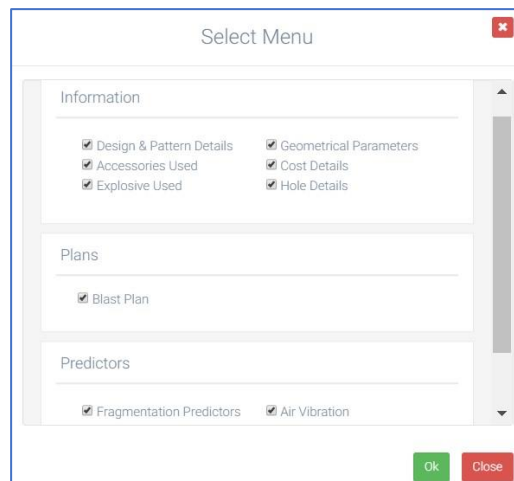 Select Menu
Information
Design & Pattern Details Geometrical Parameters
Accessories Used Cost Details
Explosive Used Hole Details
Plans
Blast Plan
Predictors
Fragmentation Predictors Air Vibration
Ok Close